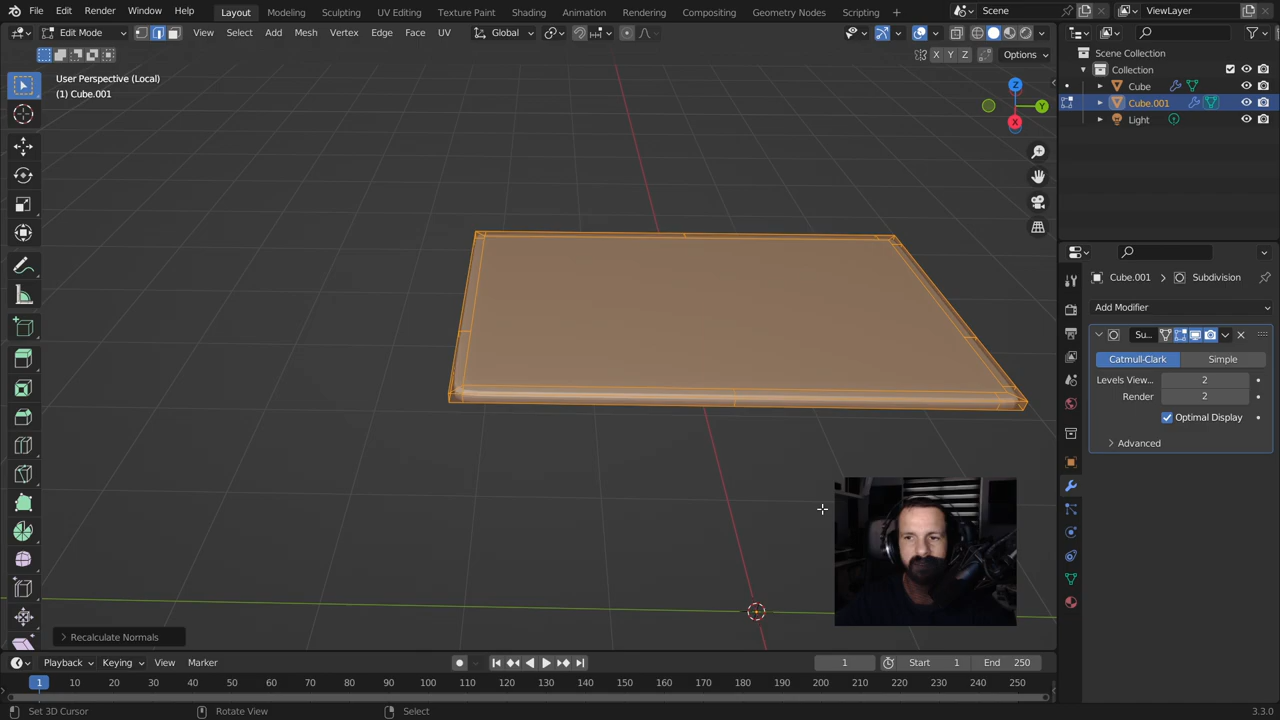 File Edit Render Window Help Layout Modeling Sculpting UV Editing Texture Paint Shading Animation Rendering Compositing Geometry Nodes Scripting + Scene ViewLayer
Edit Mode View Select Add Mesh Vertex Edge Face UV Global
X Y Z Options
User Perspective (Local)
(1) Cube.001
Z
Y
X
Scene Collection
Collection
Cube
Cube.001
Light
Cube.001 Subdivision
Add Modifier
Su...
Catmull-Clark Simple
Levels View... 2
Render 2
Optimal Display
Advanced
Recalculate Normals
Playback Keying View Marker 1 Start 1 End 250
1 10 20 30 40 50 60 70 80 90 100 110 120 130 140 150 160 170 180 190 200 210 220 230 240 250
Set 3D Cursor Rotate View Select 3.3.0